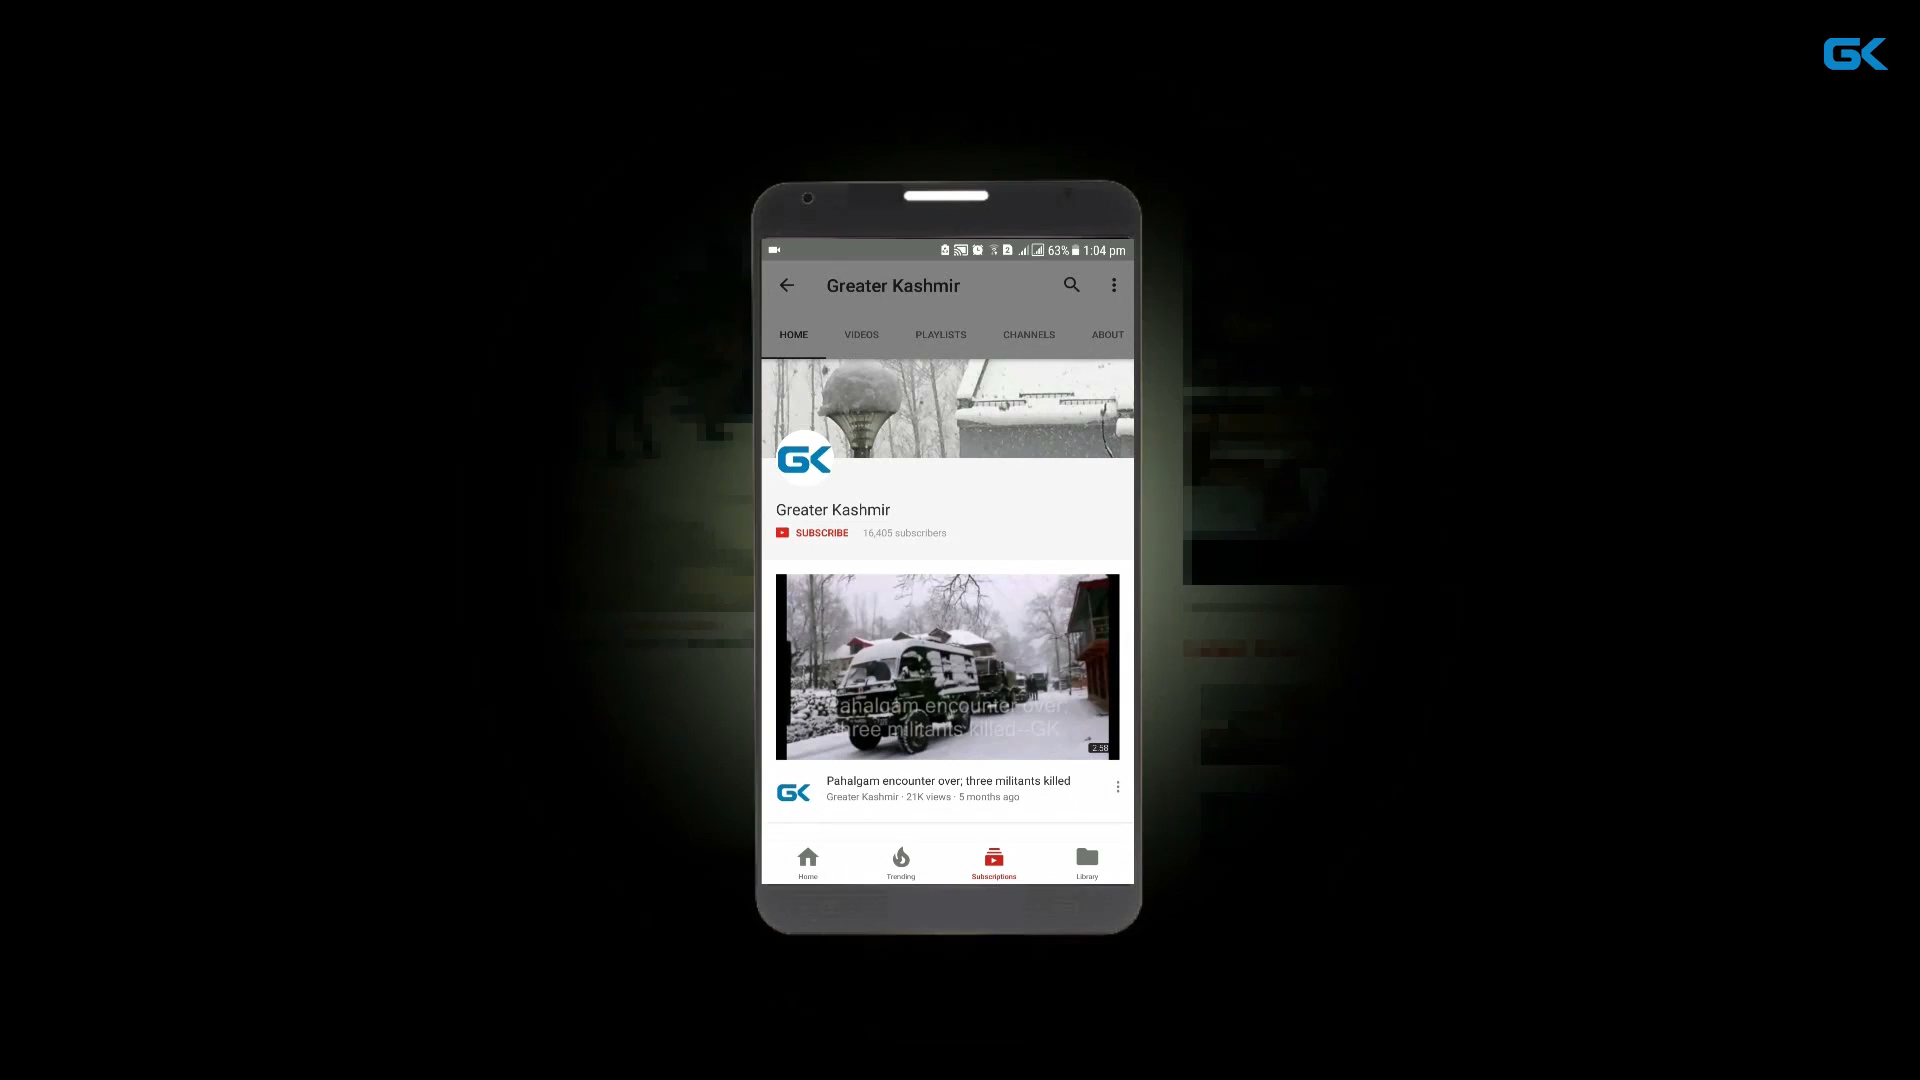 GK
63% 1:04 pm
Greater Kashmir
HOME VIDEOS PLAYLISTS CHANNELS ABOUT
GK
Greater Kashmir
SUBSCRIBE 16,405 subscribers
Pahalgam encounter over;
three militants killed--GK
2:58
GK
Pahalgam encounter over; three militants killed
Greater Kashmir · 21K views · 5 months ago
Home Trending Subscriptions Library